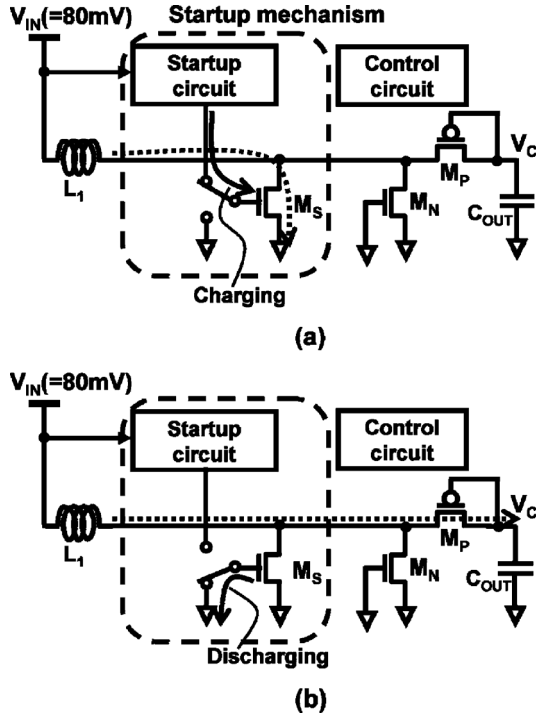 Startup mechanism
VIN(=80mV)
Startup
circuit
Control
circuit
L1
MS
MN
MP
VC
COUT
Charging
(a)
VIN(=80mV)
Startup
circuit
Control
circuit
L1
MS
MN
MP
VC
COUT
Discharging
(b)